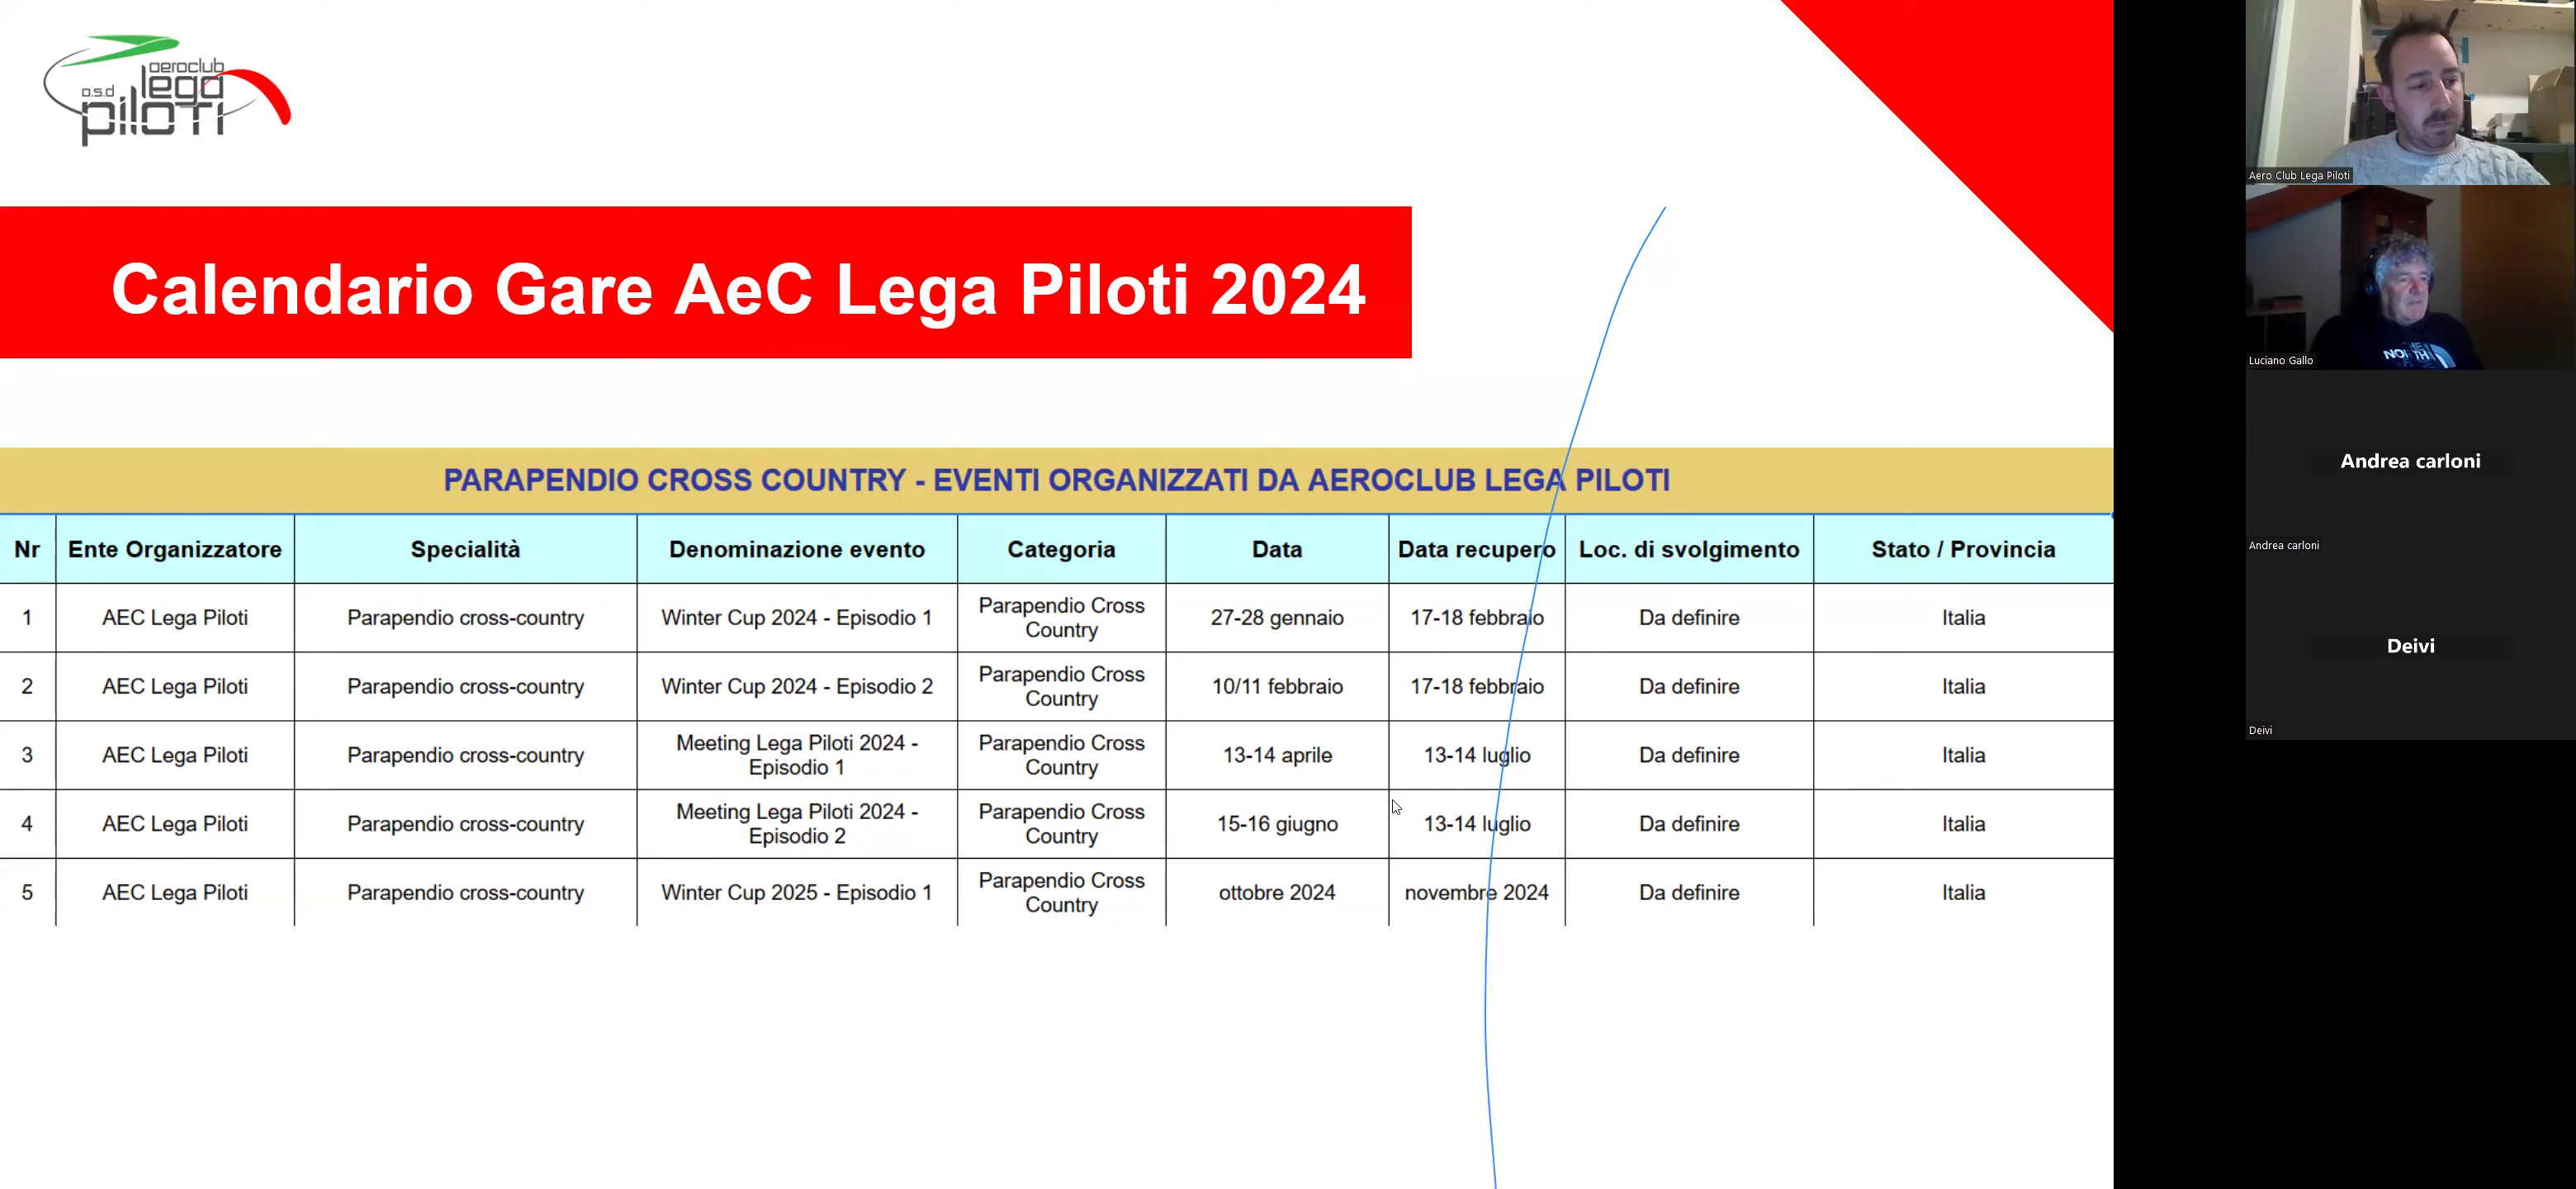 aeroclub
a.s.d lega
piloti
Calendario Gare AeC Lega Piloti 2024
PARAPENDIO CROSS COUNTRY - EVENTI ORGANIZZATI DA AEROCLUB LEGA PILOTI
Nr Ente Organizzatore Specialità Denominazione evento Categoria Data Data recupero Loc. di svolgimento Stato / Provincia
1 AEC Lega Piloti Parapendio cross-country Winter Cup 2024 - Episodio 1 Parapendio Cross Country 27-28 gennaio 17-18 febbraio Da definire Italia
2 AEC Lega Piloti Parapendio cross-country Winter Cup 2024 - Episodio 2 Parapendio Cross Country 10/11 febbraio 17-18 febbraio Da definire Italia
3 AEC Lega Piloti Parapendio cross-country Meeting Lega Piloti 2024 - Episodio 1 Parapendio Cross Country 13-14 aprile 13-14 luglio Da definire Italia
4 AEC Lega Piloti Parapendio cross-country Meeting Lega Piloti 2024 - Episodio 2 Parapendio Cross Country 15-16 giugno 13-14 luglio Da definire Italia
5 AEC Lega Piloti Parapendio cross-country Winter Cup 2025 - Episodio 1 Parapendio Cross Country ottobre 2024 novembre 2024 Da definire Italia
Aero Club Lega Piloti
THE
NORTH
Luciano Gallo
Andrea carloni
Andrea carloni
Deivi
Deivi